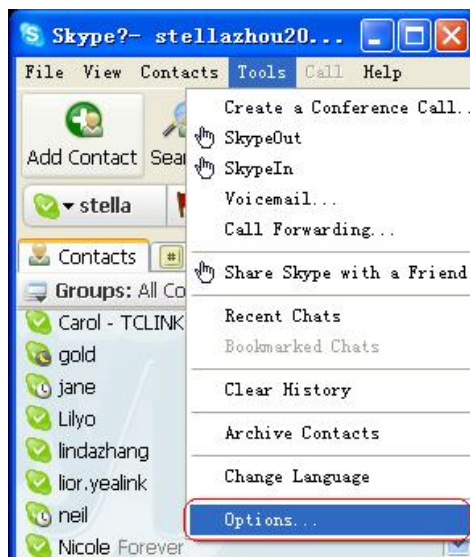 Skype?- stellazhou20...
File View Contacts Tools Call Help
Add Contact Sea
stella
Contacts #
Groups: All Co
Carol - TCLINK
gold
jane
Lilyo
lindazhang
lior.yealink
neil
Nicole Forever
Create a Conference Call..
SkypeOut
SkypeIn
Voicemail...
Call Forwarding...
Share Skype with a Friend
Recent Chats
Bookmarked Chats
Clear History
Archive Contacts
Change Language
Options...